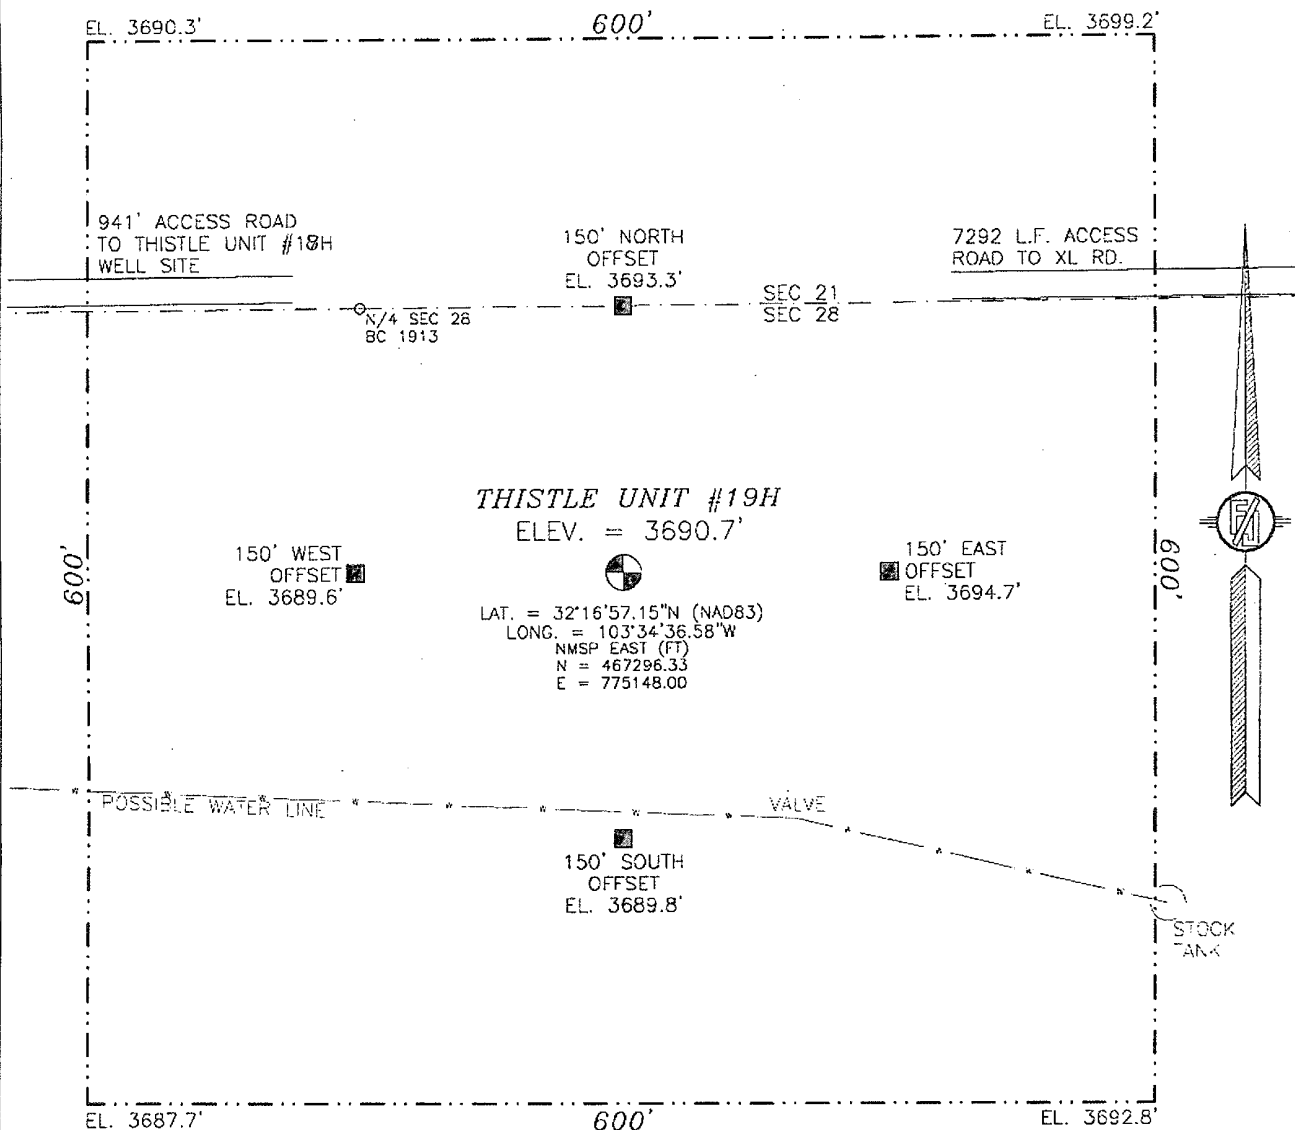 EL. 3690.3'
600'
EL. 3699.2'
941' ACCESS ROAD
TO THISTLE UNIT #18H
WELL SITE
150' NORTH
OFFSET
EL. 3693.3'
7292 L.F. ACCESS
ROAD TO XL RD.
SEC 21
SEC 28
N/4 SEC 28
BC 1913
THISTLE UNIT #19H
ELEV. = 3690.7'
600'
150' WEST
OFFSET
EL. 3689.6'
150' EAST
OFFSET
EL. 3694.7'
600'
LAT. = 32°16'57.15"N (NAD83)
LONG. = 103°34'36.58"W
NMSP EAST (FT)
N = 467296.33
E = 775148.00
POSSIBLE WATER LINE
VALVE
150' SOUTH
OFFSET
EL. 3689.8'
STOCK
TANK
EL. 3687.7'
600'
EL. 3692.8'